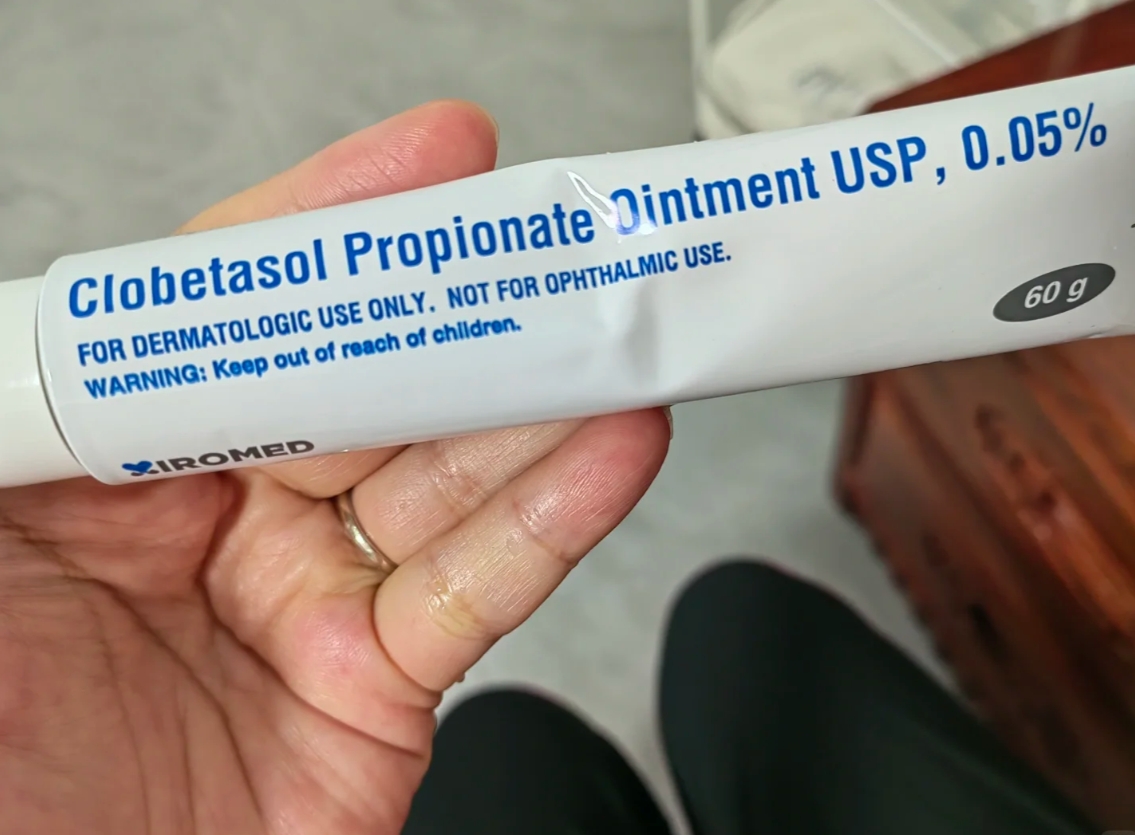 Clobetasol Propionate Ointment USP, 0.05%
FOR DERMATOLOGIC USE ONLY. NOT FOR OPHTHALMIC USE.
WARNING: Keep out of reach of children.
60 g
XIROMED